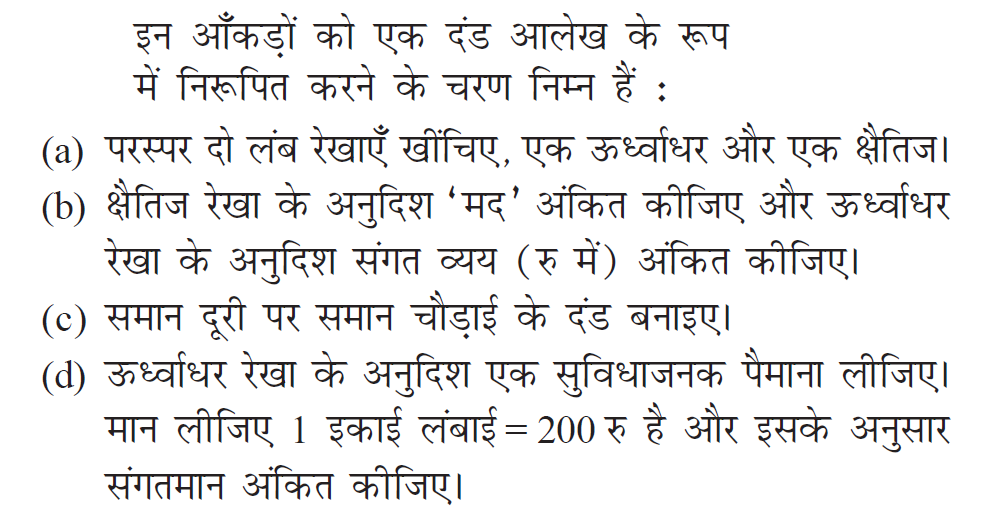 इन आँकड़ों को एक दंड आलेख के रूप
में निरूपित करने के चरण निम्न हैं :
(a) परस्पर दो लंब रेखाएँ खींचिए, एक ऊर्ध्वाधर और एक क्षैतिज।
(b) क्षैतिज रेखा के अनुदिश ‘मद’ अंकित कीजिए और ऊर्ध्वाधर
रेखा के अनुदिश संगत व्यय (रु में) अंकित कीजिए।
(c) समान दूरी पर समान चौड़ाई के दंड बनाइए।
(d) ऊर्ध्वाधर रेखा के अनुदिश एक सुविधाजनक पैमाना लीजिए।
मान लीजिए 1 इकाई लंबाई = 200 रु है और इसके अनुसार
संगतमान अंकित कीजिए।